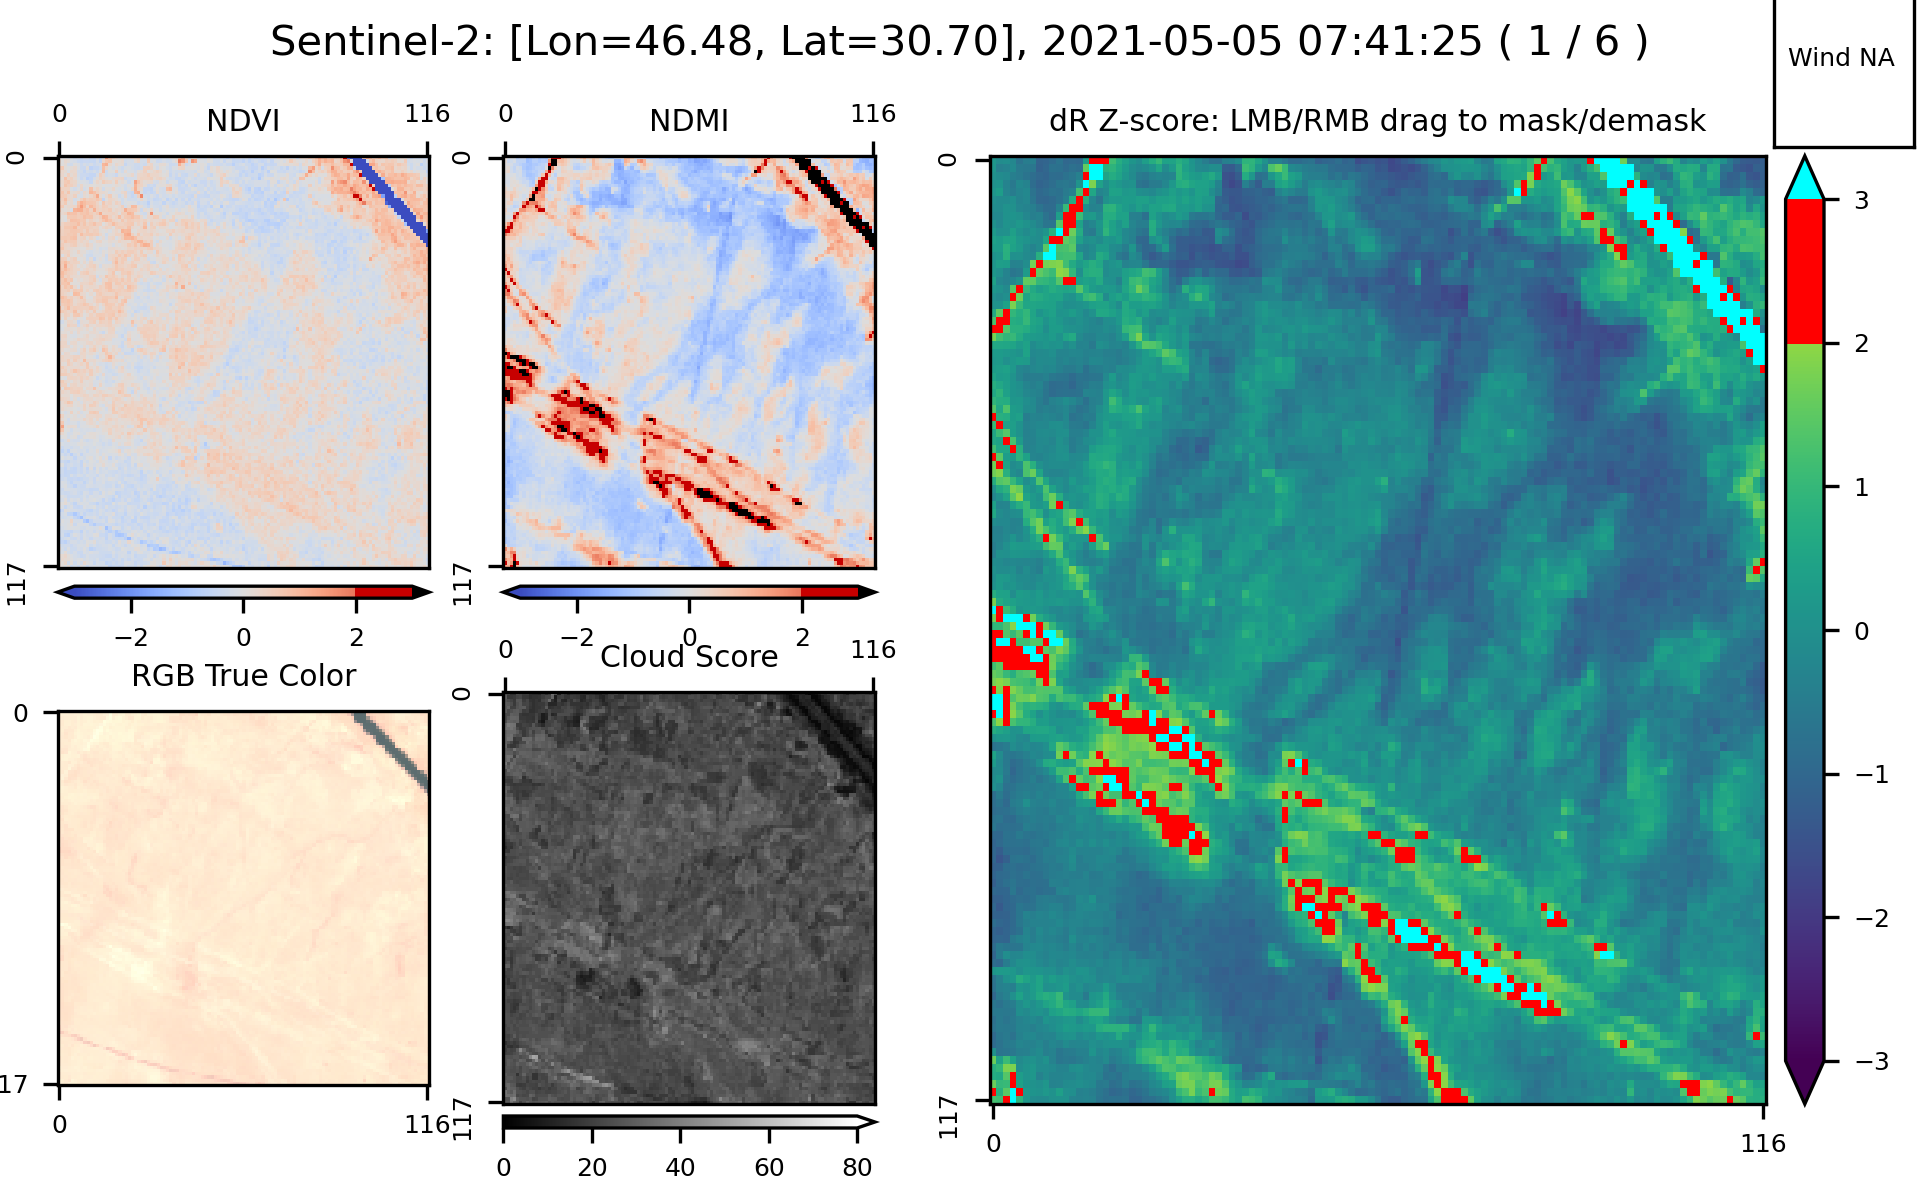 Sentinel-2: [Lon=46.48, Lat=30.70], 2021-05-05 07:41:25 ( 1 / 6 )
Wind NA
0 116
NDVI
0
117
−2 0 2
0 116
NDMI
0
117
−2 0 2
dR Z-score: LMB/RMB drag to mask/demask
0
117
0 116
3
2
1
0
−1
−2
−3
RGB True Color
0
17
0 116
0 116
Cloud Score
0
117
0 20 40 60 80